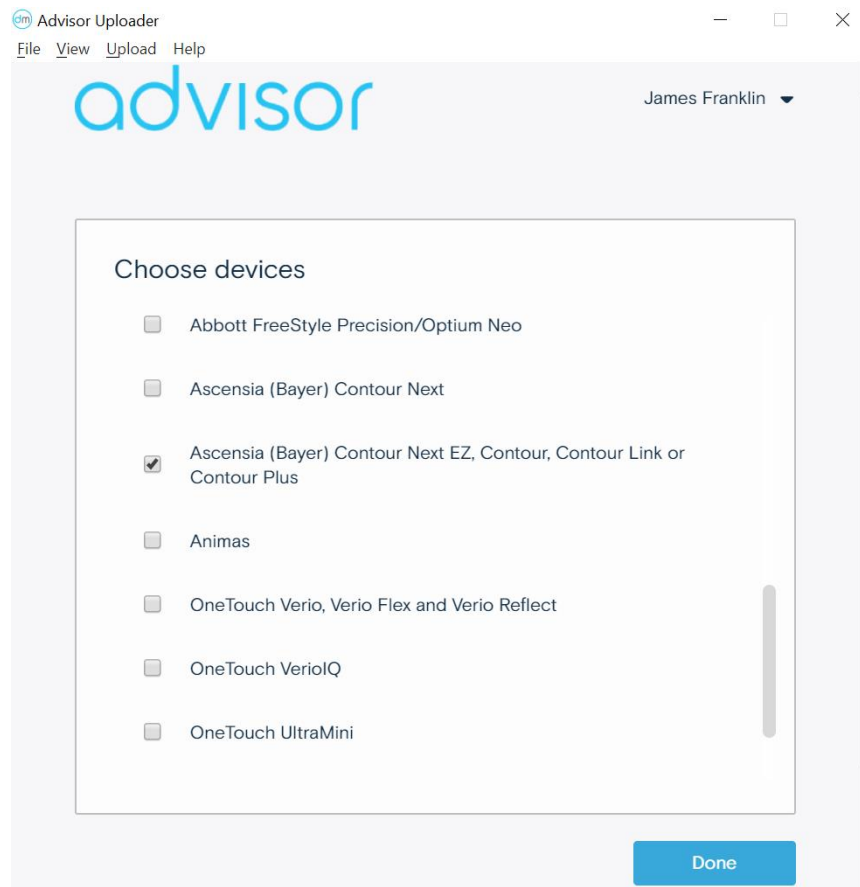 dm Advisor Uploader
File View Upload Help
advisor
James Franklin
Choose devices
Abbott FreeStyle Precision/Optium Neo
Ascensia (Bayer) Contour Next
Ascensia (Bayer) Contour Next EZ, Contour, Contour Link or
Contour Plus
Animas
OneTouch Verio, Verio Flex and Verio Reflect
OneTouch VerioIQ
OneTouch UltraMini
Done